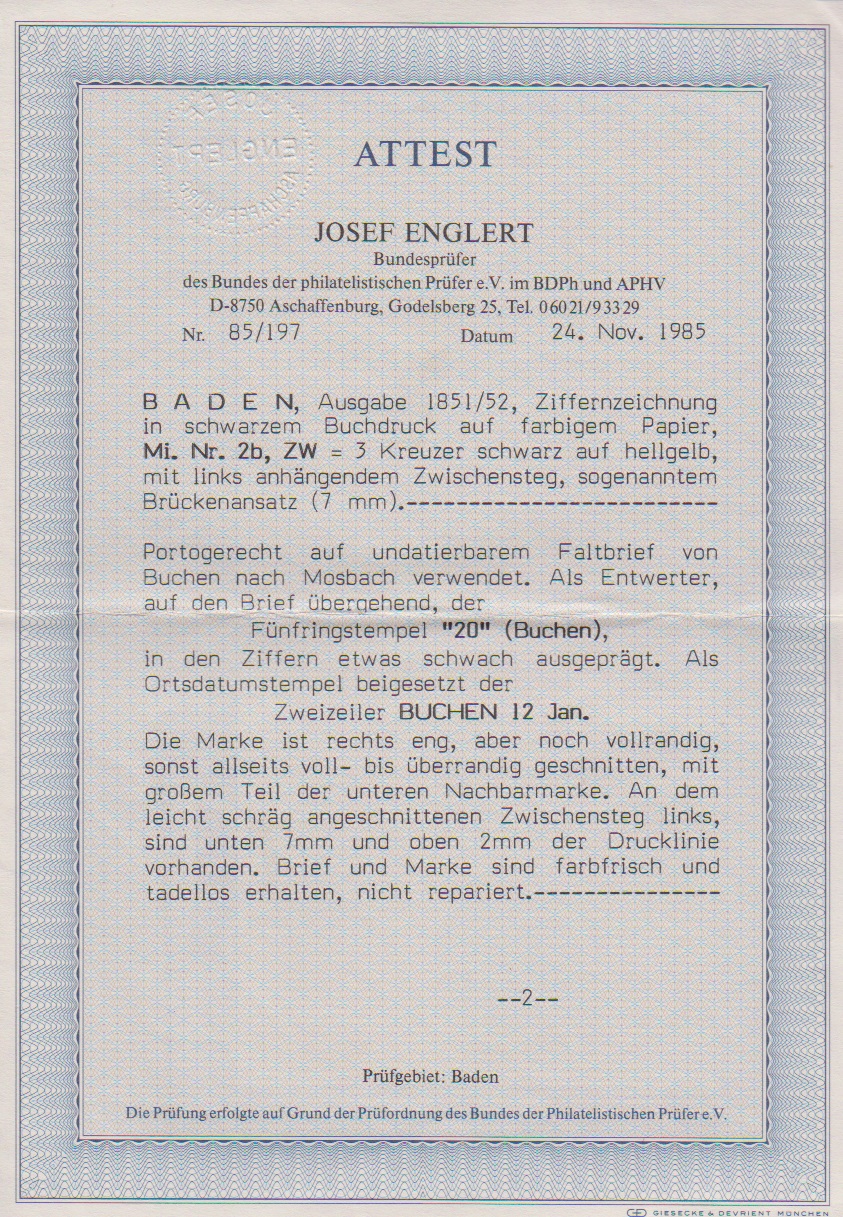 JOSEF
ENGLERT
ASCHAFFENBURG
ATTEST
JOSEF ENGLERT
Bundesprüfer
des Bundes der philatelistischen Prüfer e.V. im BDPh und APHV
D-8750 Aschaffenburg, Godelsberg 25, Tel. 06021/93329
Nr. 85/197 Datum 24. Nov. 1985
B A D E N, Ausgabe 1851/52, Ziffernzeichnung
in schwarzem Buchdruck auf farbigem Papier,
Mi. Nr. 2b, ZW = 3 Kreuzer schwarz auf hellgelb,
mit links anhängendem Zwischensteg, sogenanntem
Brückenansatz (7 mm).-------------------------
Portogerecht auf undatierbarem Faltbrief von
Buchen nach Mosbach verwendet. Als Entwerter,
auf den Brief übergehend, der
Fünfringstempel "20" (Buchen),
in den Ziffern etwas schwach ausgeprägt. Als
Ortsdatumstempel beigesetzt der
Zweizeiler BUCHEN 12 Jan.
Die Marke ist rechts eng, aber noch vollrandig,
sonst allseits voll- bis überrandig geschnitten, mit
großem Teil der unteren Nachbarmarke. An dem
leicht schräg angeschnittenen Zwischensteg links,
sind unten 7mm und oben 2mm der Drucklinie
vorhanden. Brief und Marke sind farbfrisch und
tadellos erhalten, nicht repariert.---------------
--2--
Prüfgebiet: Baden
Die Prüfung erfolgte auf Grund der Prüfordnung des Bundes der Philatelistischen Prüfer e.V.
GIESECKE & DEVRIENT MÜNCHEN